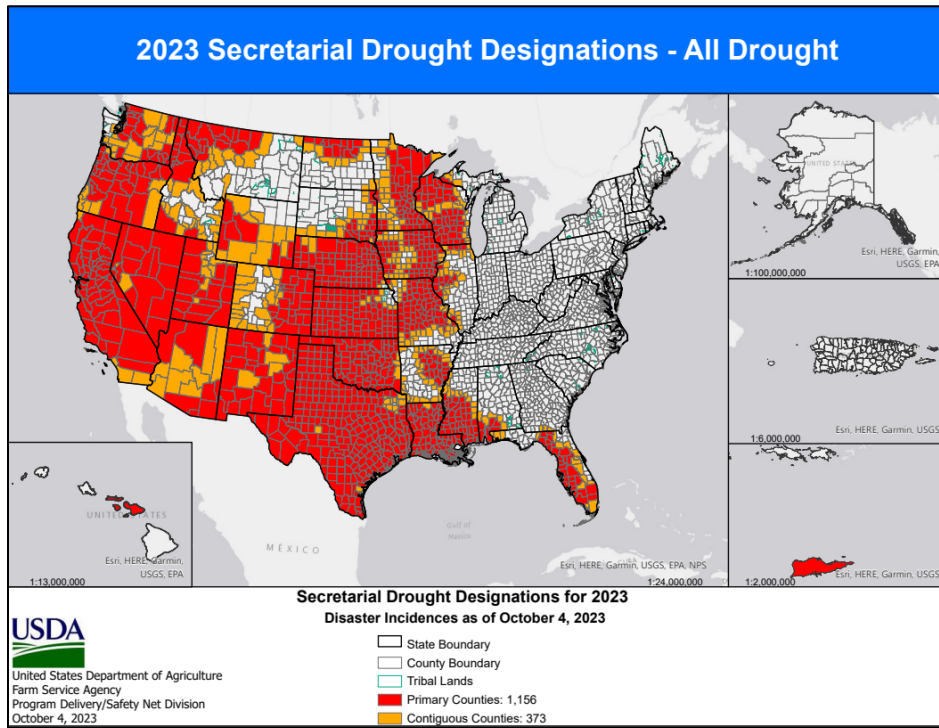 2023 Secretarial Drought Designations - All Drought
UNITED STATES
Esri, HERE, Garmin,
USGS, EPA
1:100,000,000
Esri, HERE, Garmin, USGS
1:6,000,000
Esri, HERE, Garmin, USGS
1:2,000,000
UNITED STATES
Esri, HERE, Garmin,
USGS, EPA
1:13,000,000
MÉXICO
Gulf of
Mexico
Esri, HERE, Garmin, USGS, EPA, NPS
1:24,000,000
Secretarial Drought Designations for 2023
Disaster Incidences as of October 4, 2023
State Boundary
County Boundary
Tribal Lands
Primary Counties: 1,156
Contiguous Counties: 373
USDA
United States Department of Agriculture
Farm Service Agency
Program Delivery/Safety Net Division
October 4, 2023